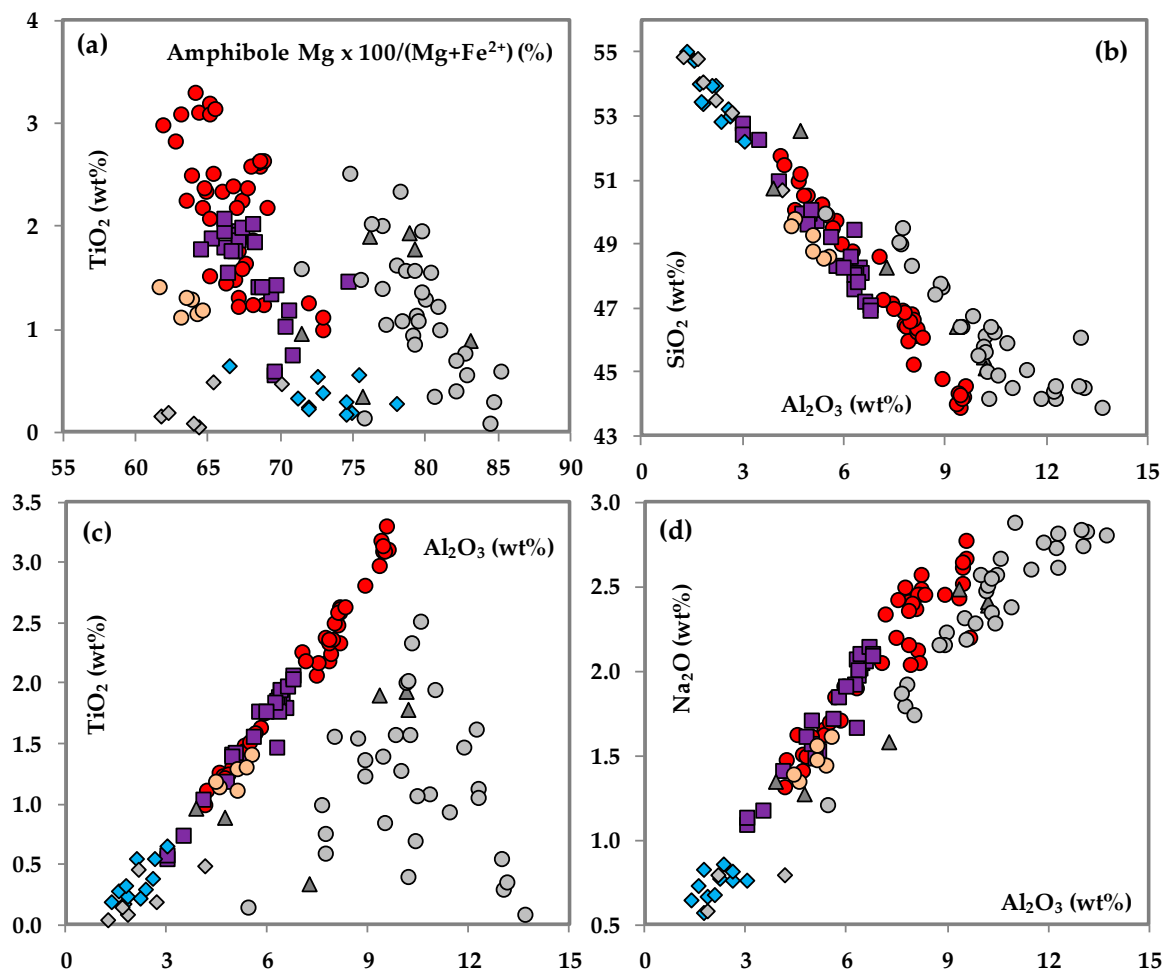 4
(a)
Amphibole Mg x 100/(Mg+Fe²⁺) (%)
3
2
1
0
TiO₂ (wt%)
55 60 65 70 75 80 85 90
(b)
55
53
51
49
47
45
43
SiO₂ (wt%)
Al₂O₃ (wt%)
0 3 6 9 12 15
(c)
Al₂O₃ (wt%)
3.5
3.0
2.5
2.0
1.5
1.0
0.5
0.0
TiO₂ (wt%)
0 3 6 9 12 15
(d)
3.0
2.5
2.0
1.5
1.0
0.5
Na₂O (wt%)
Al₂O₃ (wt%)
0 3 6 9 12 15